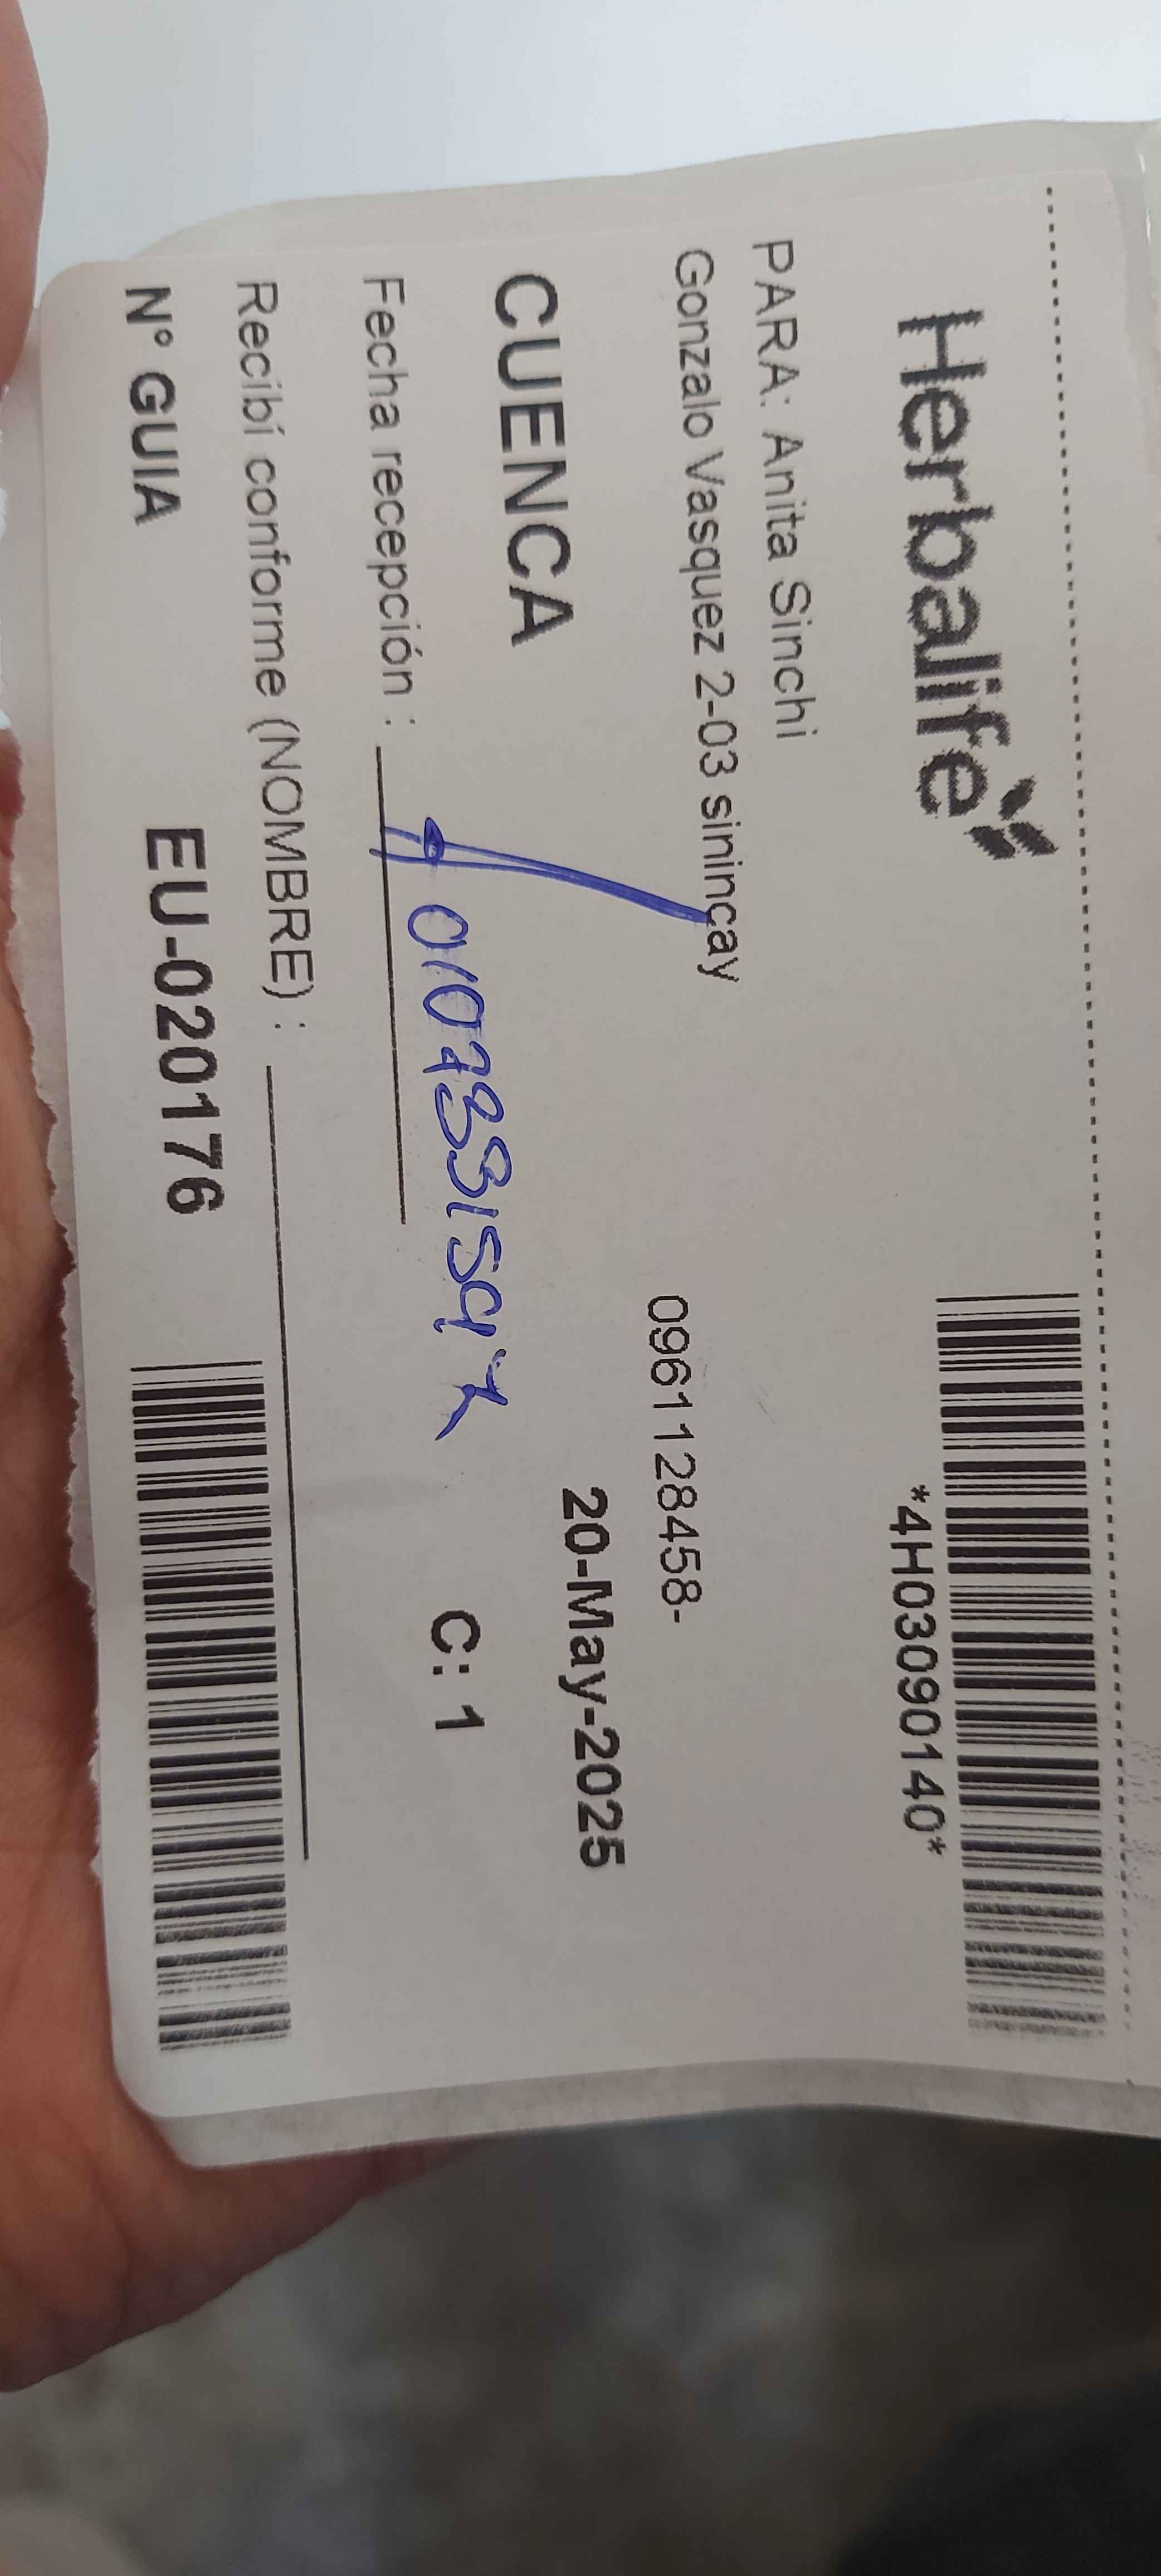 Herbalife
*4H03090140*
PARA: Anita Sinchi
Gonzalo Vasquez 2-03 sinincay
0961128458-
CUENCA
20-May-2025
Fecha recepción :
C: 1
Recibí conforme (NOMBRE) :
N° GUIA EU-020176